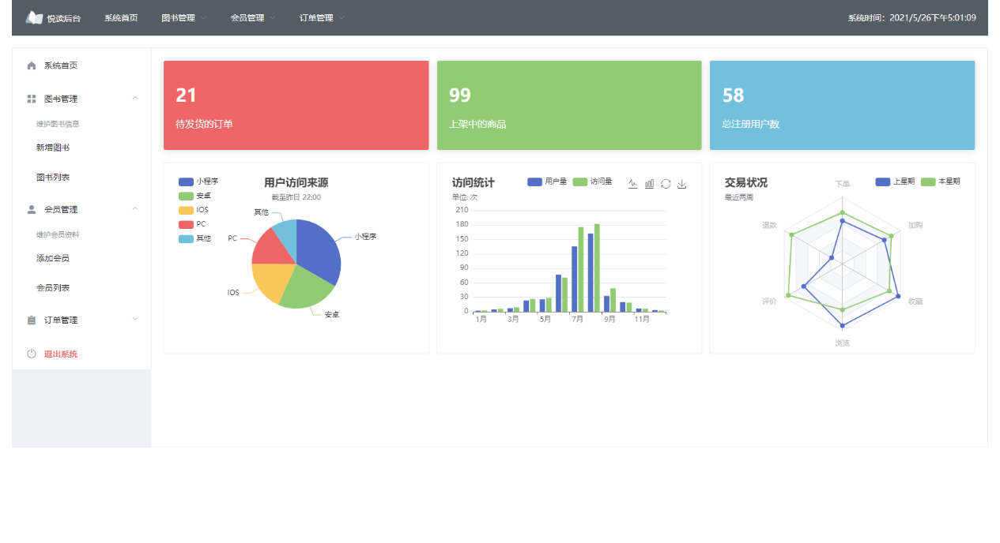 悦读后台 系统首页 图书管理 会员管理 订单管理 系统时间：2021/5/26下午5:01:09
系统首页
图书管理
维护图书信息
新增图书
图书列表
会员管理
维护会员资料
添加会员
会员列表
订单管理
退出系统
21
待发货的订单
99
上架中的商品
58
总注册用户数
用户访问来源
截至昨日 22:00
小程序
安卓
IOS
PC
其他
其他
小程序
PC
IOS
安卓
访问统计
单位: 次
用户量 访问量
210
180
150
120
90
60
30
0
1月 3月 5月 7月 9月 11月
交易状况
最近两周
上星期 本星期
下单
退款
加购
评价
收藏
浏览